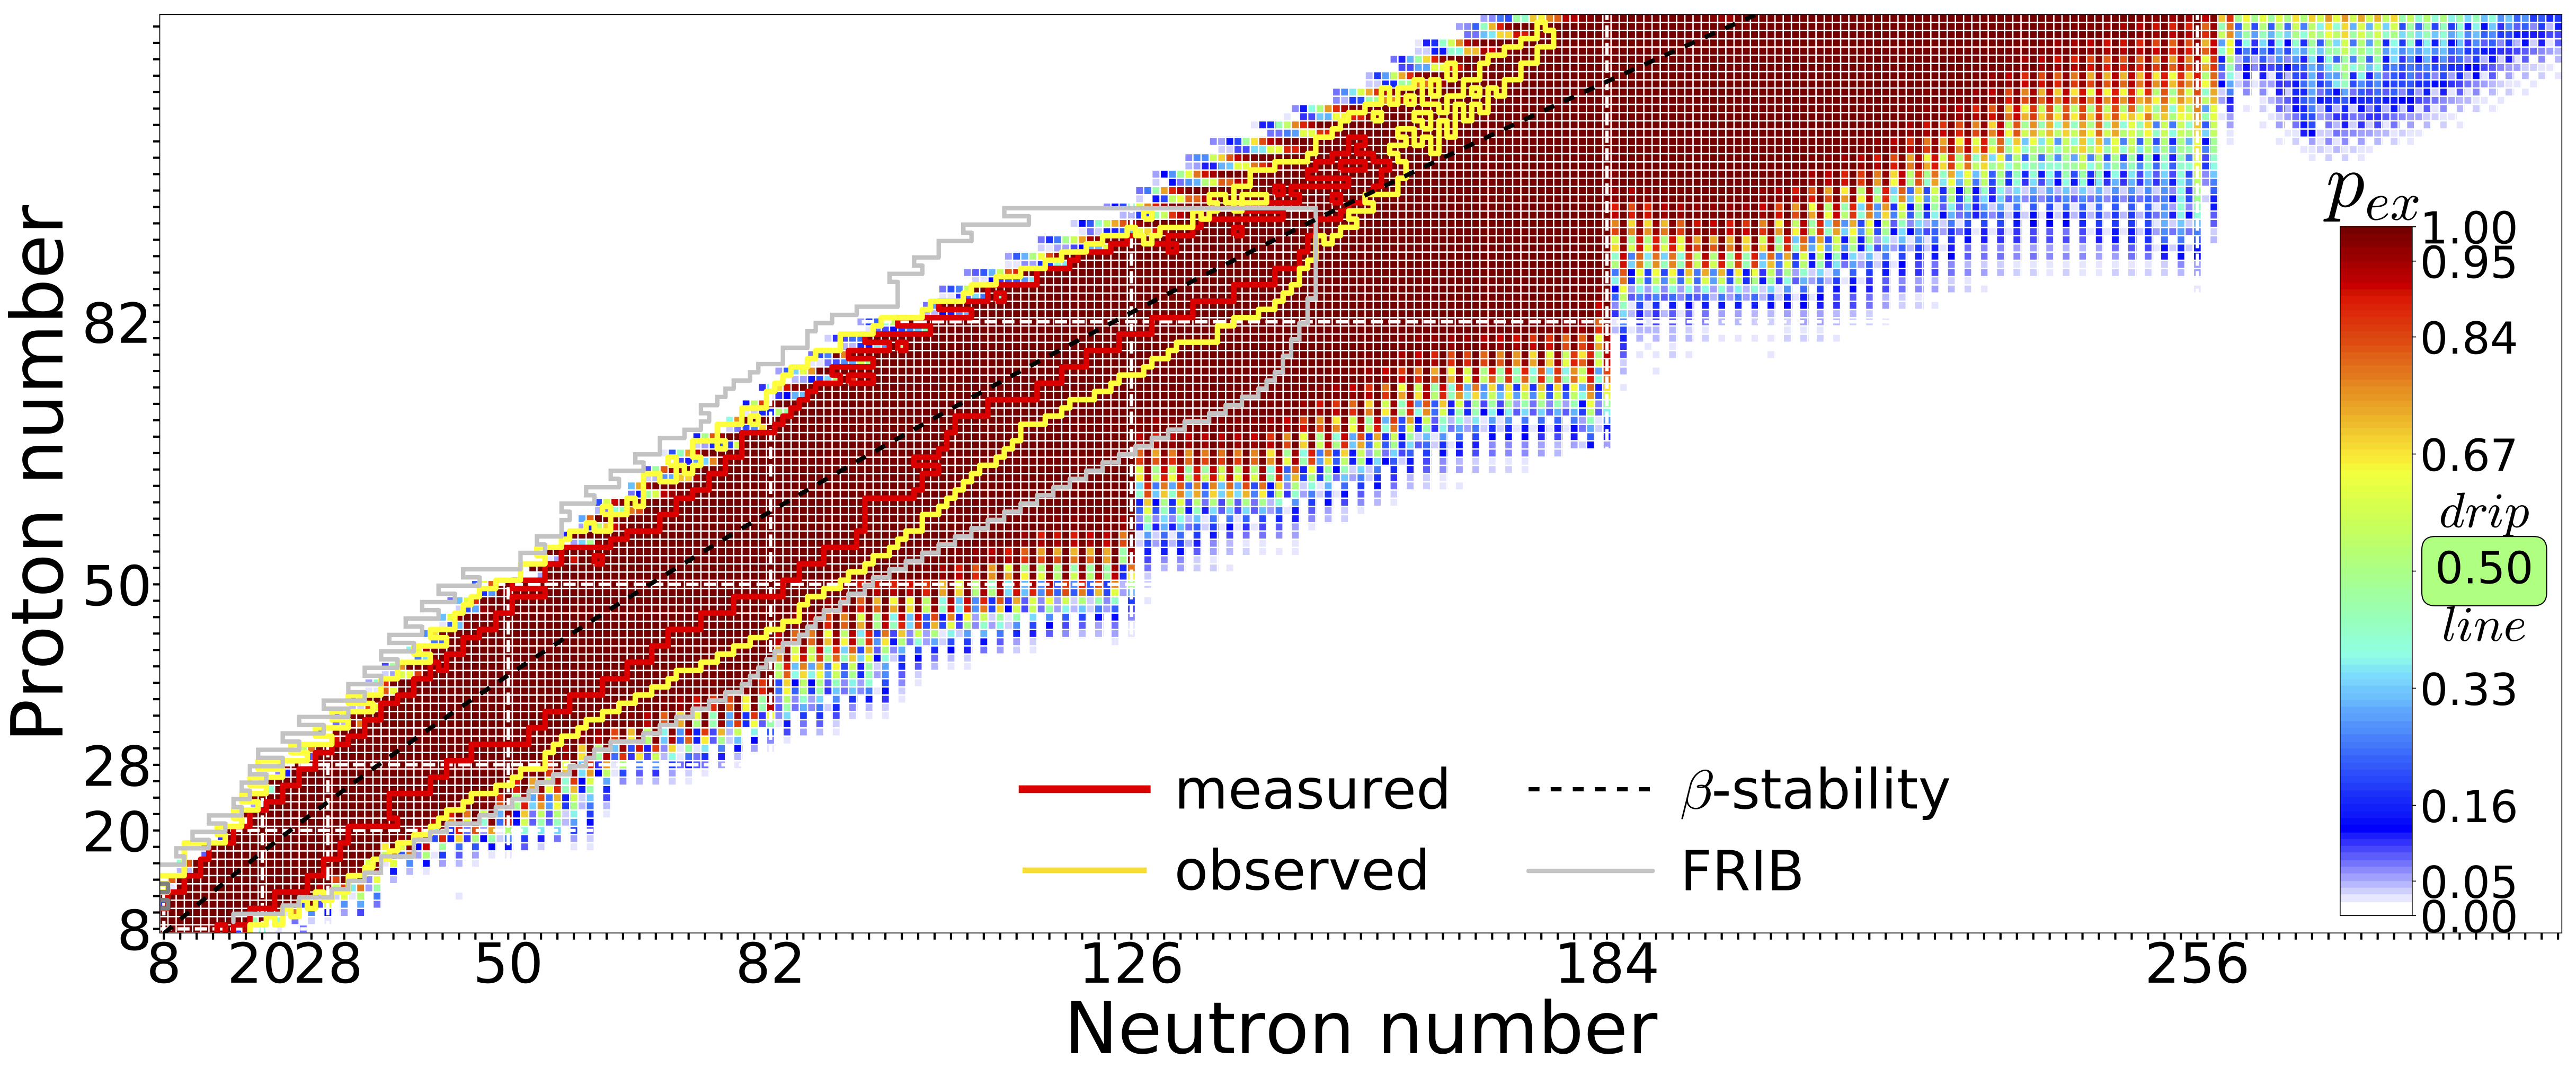 Proton number
82
50
28
20
8
8
20
28
50
82
126
184
256
Neutron number
measured
observed
β-stability
FRIB
p_ex
1.00
0.95
0.84
0.67
drip
0.50
line
0.33
0.16
0.05
0.00